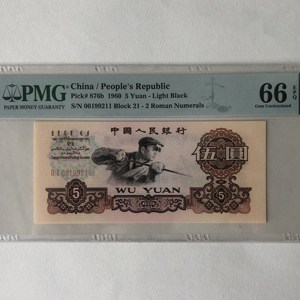 PMG
PAPER MONEY GUARANTY
China / People's Republic
Pick# 876b 1960 5 Yuan - Light Black
S/N 00199211 Block 21 - 2 Roman Numerals
66 EPQ
Gem Uncirculated
中国人民银行
伍圆
WU YUAN
5
5